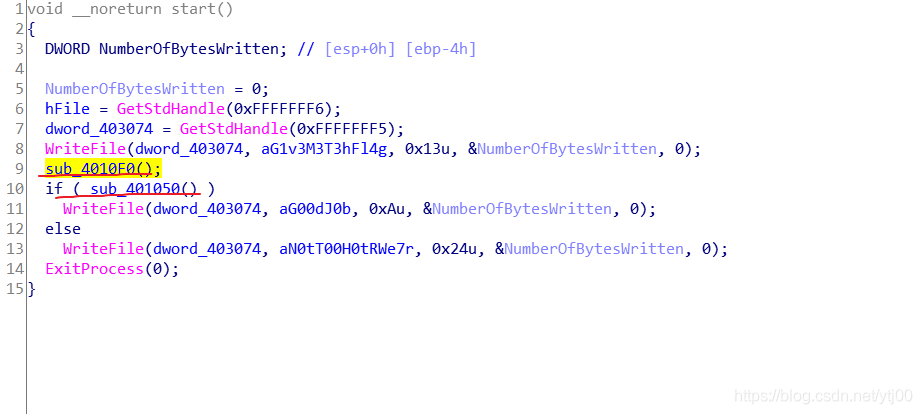 1 void __noreturn start()
2 {
3 DWORD NumberOfBytesWritten; // [esp+0h] [ebp-4h]
4
5 NumberOfBytesWritten = 0;
6 hFile = GetStdHandle(0xFFFFFFF6);
7 dword_403074 = GetStdHandle(0xFFFFFFF5);
8 WriteFile(dword_403074, aG1v3M3T3hFl4g, 0x13u, &NumberOfBytesWritten, 0);
9 sub_4010E0();
10 if ( sub_401050() )
11 WriteFile(dword_403074, aG00dJ0b, 0xAu, &NumberOfBytesWritten, 0);
12 else
13 WriteFile(dword_403074, aN0tT00H0tRWe7r, 0x24u, &NumberOfBytesWritten, 0);
14 ExitProcess(0);
15 }
https://blog.csdn.net/ytj00